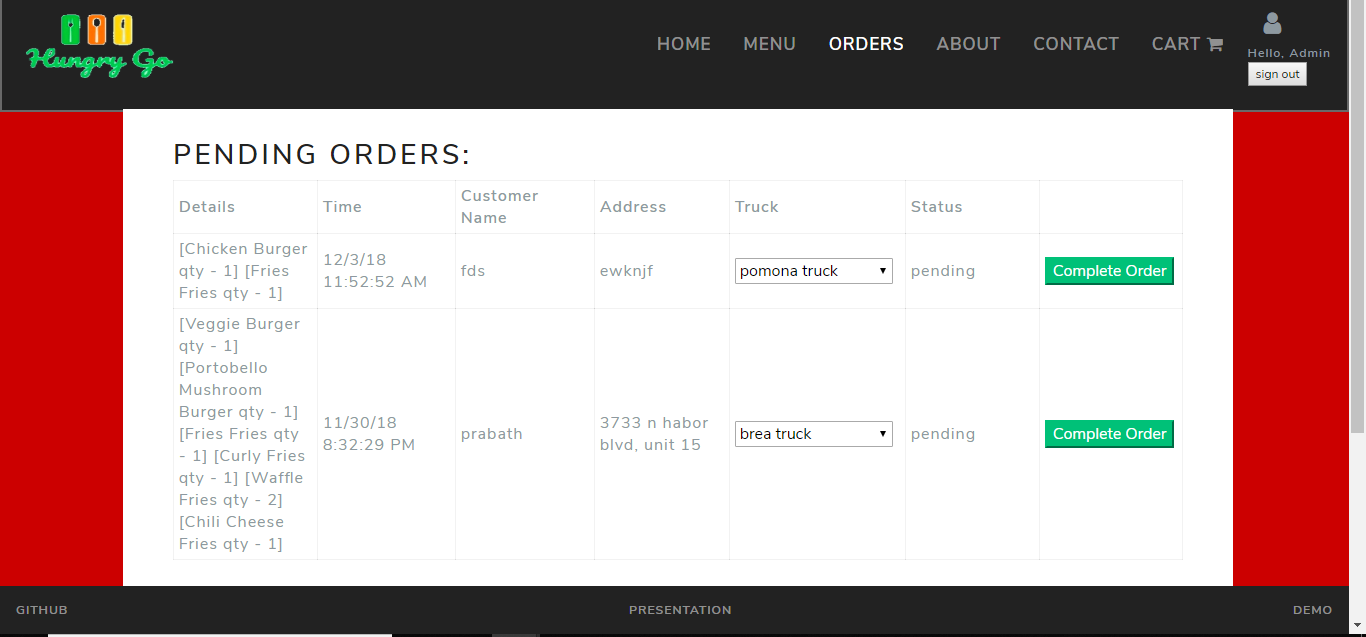 Hungry Go
HOME MENU ORDERS ABOUT CONTACT CART
Hello, Admin
sign out
PENDING ORDERS:
Details
Time
Customer
Name
Address
Truck
Status
[Chicken Burger
qty - 1] [Fries
Fries qty - 1]
12/3/18
11:52:52 AM
fds
ewknjf
pomona truck
pending
Complete Order
[Veggie Burger
qty - 1]
[Portobello
Mushroom
Burger qty - 1]
[Fries Fries qty
- 1] [Curly Fries
qty - 1] [Waffle
Fries qty - 2]
[Chili Cheese
Fries qty - 1]
11/30/18
8:32:29 PM
prabath
3733 n habor
blvd, unit 15
brea truck
pending
Complete Order
GITHUB
PRESENTATION
DEMO